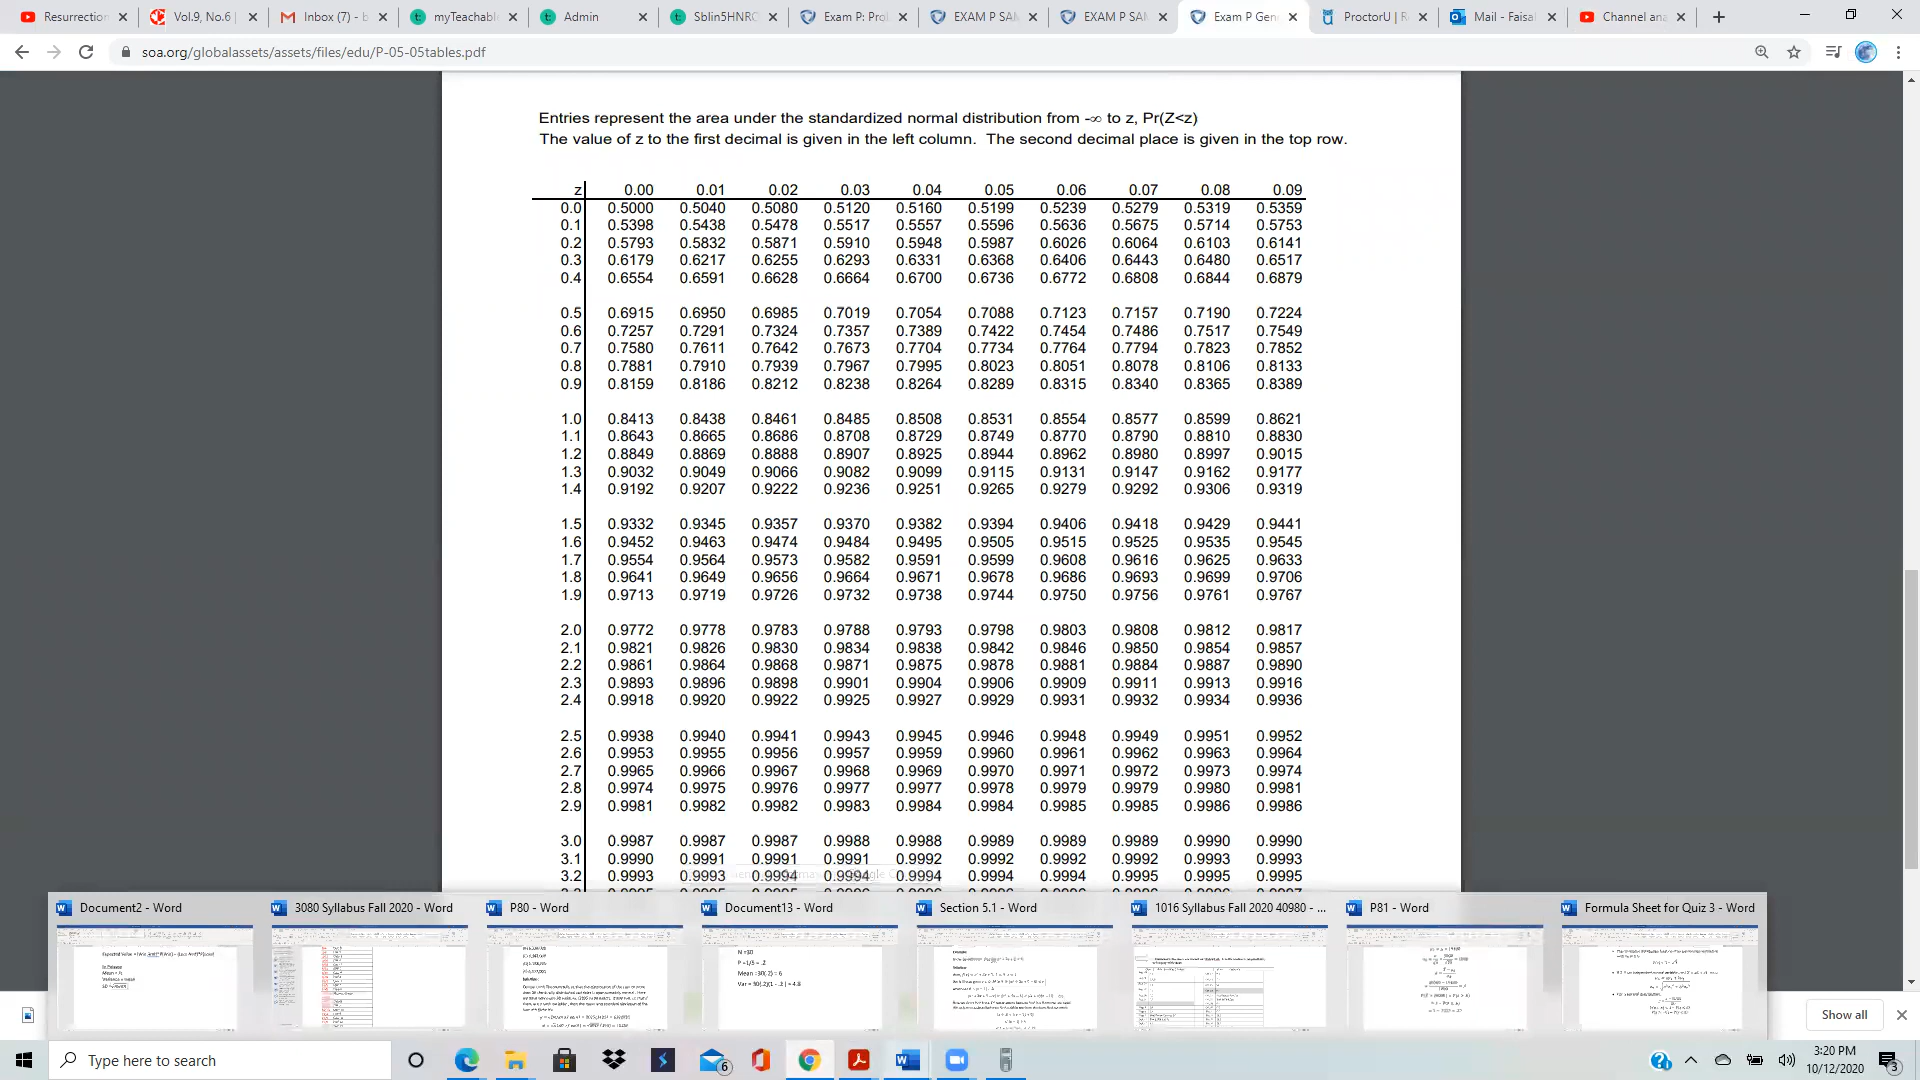 Resurrection
Vol.9, No.6
Inbox (7) - b
myTeachabl
Admin
Sblin5HNRC
Exam P: Pro
EXAM P SA
EXAM P SA
Exam P Gen
ProctorU | R
Mail - Faisa
Channel ana
soa.org/globalassets/assets/files/edu/P-05-05tables.pdf
Entries represent the area under the standardized normal distribution from -∞ to z, Pr(Z<z)
The value of z to the first decimal is given in the left column. The second decimal place is given in the top row.
z 0.00 0.01 0.02 0.03 0.04 0.05 0.06 0.07 0.08 0.09
0.0 0.5000 0.5040 0.5080 0.5120 0.5160 0.5199 0.5239 0.5279 0.5319 0.5359
0.1 0.5398 0.5438 0.5478 0.5517 0.5557 0.5596 0.5636 0.5675 0.5714 0.5753
0.2 0.5793 0.5832 0.5871 0.5910 0.5948 0.5987 0.6026 0.6064 0.6103 0.6141
0.3 0.6179 0.6217 0.6255 0.6293 0.6331 0.6368 0.6406 0.6443 0.6480 0.6517
0.4 0.6554 0.6591 0.6628 0.6664 0.6700 0.6736 0.6772 0.6808 0.6844 0.6879
0.5 0.6915 0.6950 0.6985 0.7019 0.7054 0.7088 0.7123 0.7157 0.7190 0.7224
0.6 0.7257 0.7291 0.7324 0.7357 0.7389 0.7422 0.7454 0.7486 0.7517 0.7549
0.7 0.7580 0.7611 0.7642 0.7673 0.7704 0.7734 0.7764 0.7794 0.7823 0.7852
0.8 0.7881 0.7910 0.7939 0.7967 0.7995 0.8023 0.8051 0.8078 0.8106 0.8133
0.9 0.8159 0.8186 0.8212 0.8238 0.8264 0.8289 0.8315 0.8340 0.8365 0.8389
1.0 0.8413 0.8438 0.8461 0.8485 0.8508 0.8531 0.8554 0.8577 0.8599 0.8621
1.1 0.8643 0.8665 0.8686 0.8708 0.8729 0.8749 0.8770 0.8790 0.8810 0.8830
1.2 0.8849 0.8869 0.8888 0.8907 0.8925 0.8944 0.8962 0.8980 0.8997 0.9015
1.3 0.9032 0.9049 0.9066 0.9082 0.9099 0.9115 0.9131 0.9147 0.9162 0.9177
1.4 0.9192 0.9207 0.9222 0.9236 0.9251 0.9265 0.9279 0.9292 0.9306 0.9319
1.5 0.9332 0.9345 0.9357 0.9370 0.9382 0.9394 0.9406 0.9418 0.9429 0.9441
1.6 0.9452 0.9463 0.9474 0.9484 0.9495 0.9505 0.9515 0.9525 0.9535 0.9545
1.7 0.9554 0.9564 0.9573 0.9582 0.9591 0.9599 0.9608 0.9616 0.9625 0.9633
1.8 0.9641 0.9649 0.9656 0.9664 0.9671 0.9678 0.9686 0.9693 0.9699 0.9706
1.9 0.9713 0.9719 0.9726 0.9732 0.9738 0.9744 0.9750 0.9756 0.9761 0.9767
2.0 0.9772 0.9778 0.9783 0.9788 0.9793 0.9798 0.9803 0.9808 0.9812 0.9817
2.1 0.9821 0.9826 0.9830 0.9834 0.9838 0.9842 0.9846 0.9850 0.9854 0.9857
2.2 0.9861 0.9864 0.9868 0.9871 0.9875 0.9878 0.9881 0.9884 0.9887 0.9890
2.3 0.9893 0.9896 0.9898 0.9901 0.9904 0.9906 0.9909 0.9911 0.9913 0.9916
2.4 0.9918 0.9920 0.9922 0.9925 0.9927 0.9929 0.9931 0.9932 0.9934 0.9936
2.5 0.9938 0.9940 0.9941 0.9943 0.9945 0.9946 0.9948 0.9949 0.9951 0.9952
2.6 0.9953 0.9955 0.9956 0.9957 0.9959 0.9960 0.9961 0.9962 0.9963 0.9964
2.7 0.9965 0.9966 0.9967 0.9968 0.9969 0.9970 0.9971 0.9972 0.9973 0.9974
2.8 0.9974 0.9975 0.9976 0.9977 0.9977 0.9978 0.9979 0.9979 0.9980 0.9981
2.9 0.9981 0.9982 0.9982 0.9983 0.9984 0.9984 0.9985 0.9985 0.9986 0.9986
3.0 0.9987 0.9987 0.9987 0.9988 0.9988 0.9989 0.9989 0.9989 0.9990 0.9990
3.1 0.9990 0.9991 0.9991 0.9991 0.9992 0.9992 0.9992 0.9992 0.9993 0.9993
3.2 0.9993 0.9993 0.9994 0.9994 0.9994 0.9994 0.9994 0.9995 0.9995 0.9995
Document2 - Word
3080 Syllabus Fall 2020 - Word
P80 - Word
Document13 - Word
Section 5.1 - Word
1016 Syllabus Fall 2020 40980 - ...
P81 - Word
Formula Sheet for Quiz 3 - Word
N =30
P =1/5 = .2
Mean =30(.2) = 6
Var = 30(.2)(1 - .2) = 4.8
Show all
Type here to search
6
3:20 PM
10/12/2020
3